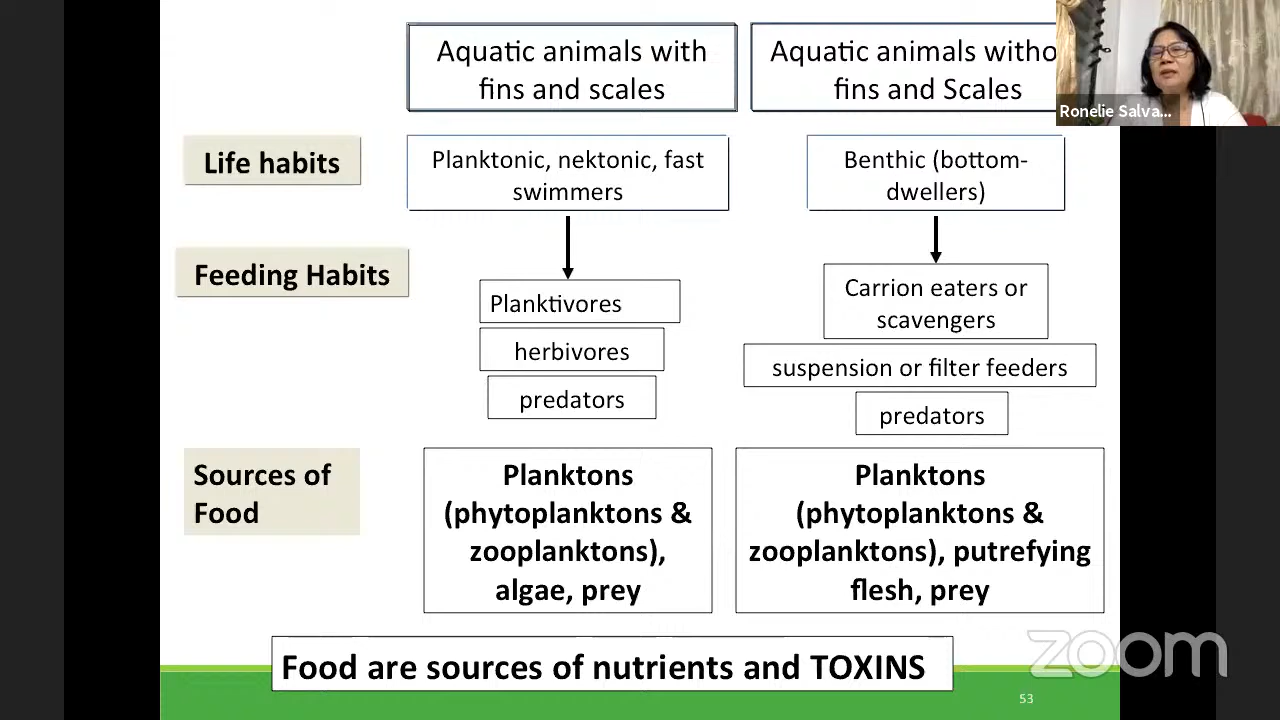 Aquatic animals with
fins and scales
Aquatic animals witho
fins and Scales
Ronelie Salva...
Life habits
Planktonic, nektonic, fast
swimmers
Benthic (bottom-
dwellers)
Feeding Habits
Planktivores
herbivores
predators
Carrion eaters or
scavengers
suspension or filter feeders
predators
Sources of
Food
Planktons
(phytoplanktons &
zooplanktons),
algae, prey
Planktons
(phytoplanktons &
zooplanktons), putrefying
flesh, prey
Food are sources of nutrients and TOXINS
zoom
53